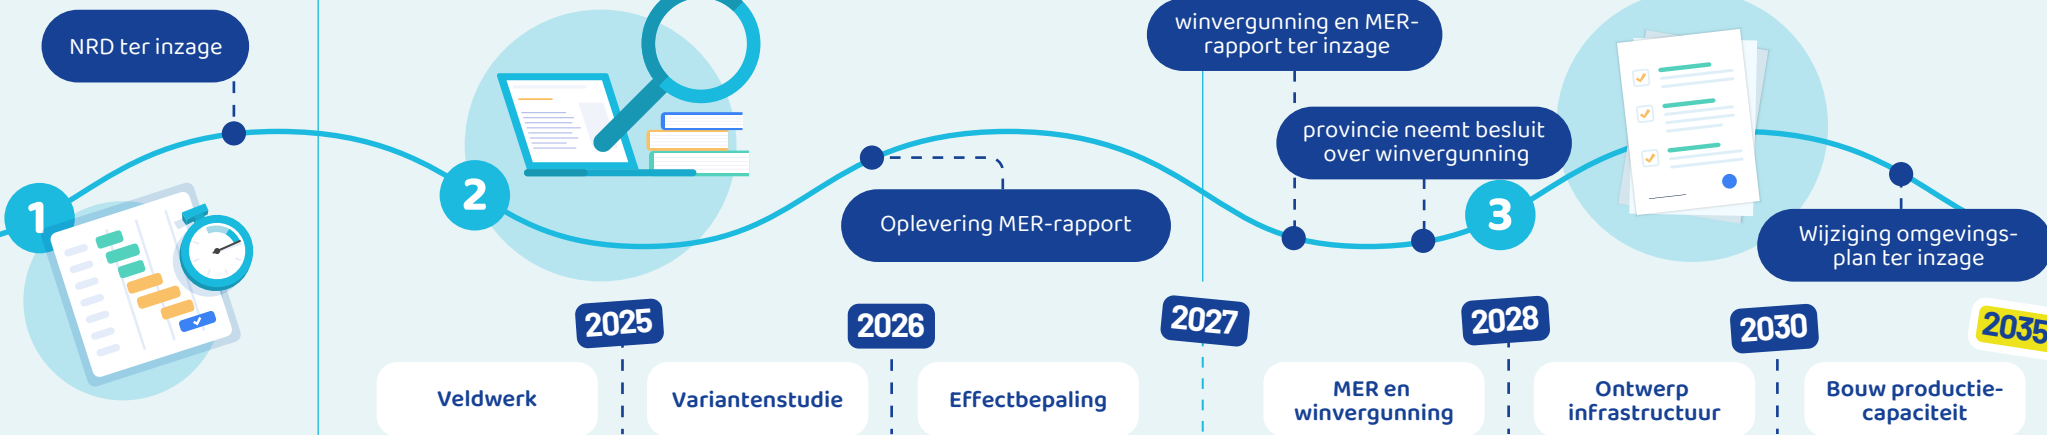 NRD ter inzage
winvergunning en MER-
rapport ter inzage
provincie neemt besluit
over winvergunning
1
2
Oplevering MER-rapport
3
Wijziging omgevings-
plan ter inzage
2025
2026
2027
2028
2030
2035
Veldwerk
Variantenstudie
Effectbepaling
MER en
winvergunning
Ontwerp
infrastructuur
Bouw productie-
capaciteit